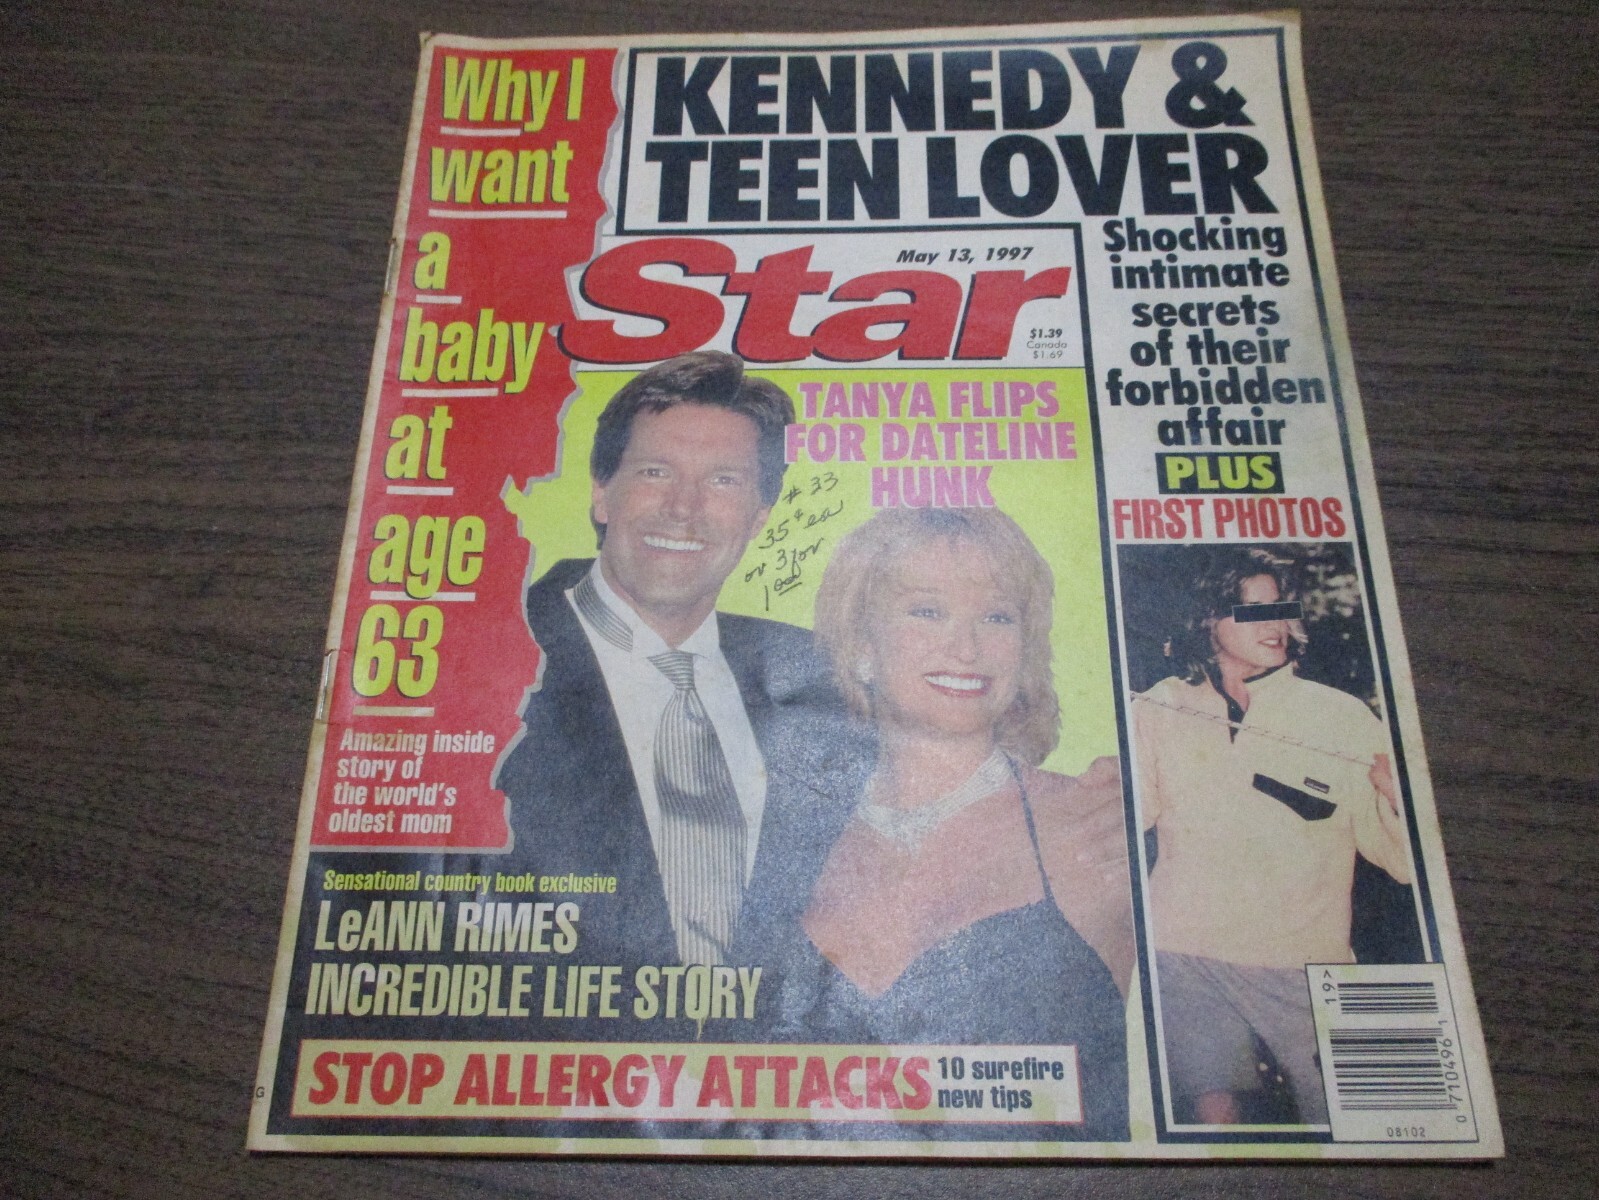 Why I
want
a
baby
at
age
63
Amazing inside
story of
the world's
oldest mom
KENNEDY &
TEEN LOVER
Shocking
intimate
secrets
of their
forbidden
affair
PLUS
FIRST PHOTOS
May 13, 1997
Star
$1.39
Canada
$1.69
TANYA FLIPS
FOR DATELINE
HUNK
# 33
35¢ ea
or 3 for
1.00
Sensational country book exclusive
LeANN RIMES
INCREDIBLE LIFE STORY
STOP ALLERGY ATTACKS
10 surefire
new tips
19>
0 710496 1
08102
G